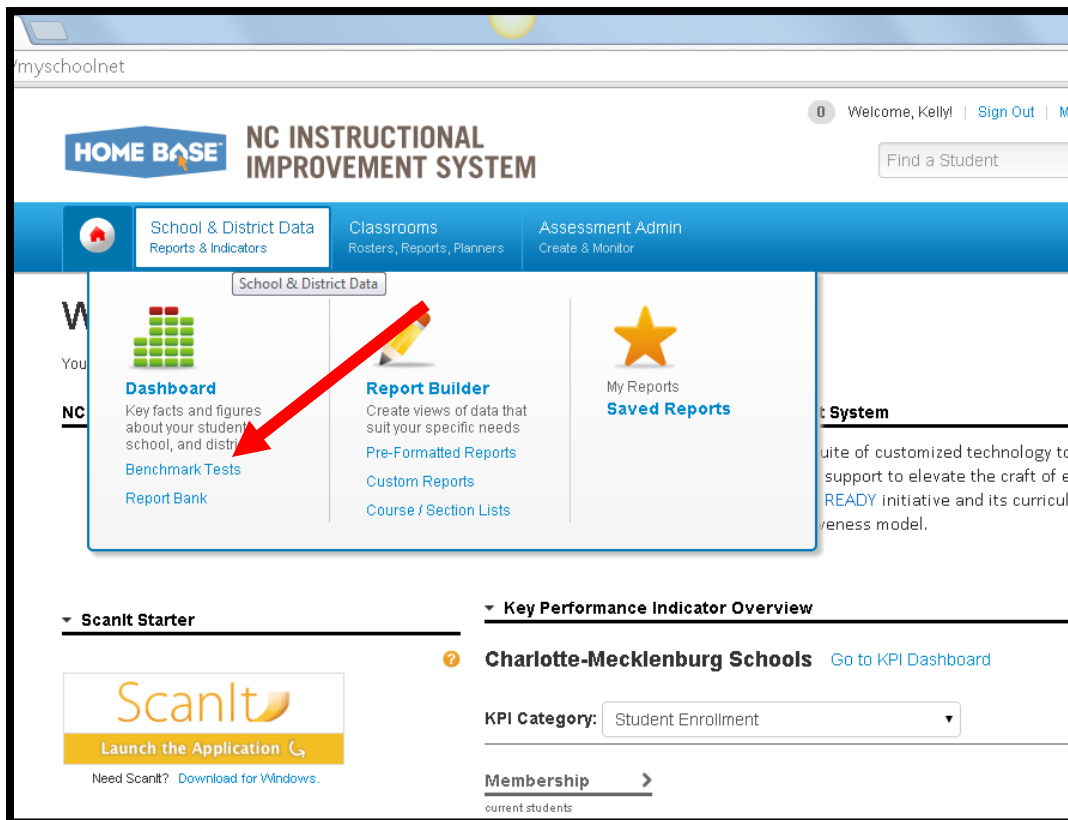 /myschoolnet
0 Welcome, Kelly! | Sign Out |
HOME BASE
NC INSTRUCTIONAL
IMPROVEMENT SYSTEM
Find a Student
School & District Data
Reports & Indicators
Classrooms
Rosters, Reports, Planners
Assessment Admin
Create & Monitor
School & District Data
You
NC
Dashboard
Key facts and figures
about your
school, and
Benchmark Tests
Report Bank
Report Builder
Create views of data that
suit your specific needs
Pre-Formatted Reports
Custom Reports
Course / Section Lists
My Reports
Saved Reports
System
of customized technology
support to elevate the craft of
READY initiative and its
model.
ScanIt Starter
ScanIt
Launch the Application
Need ScanIt? Download for Windows.
Key Performance Indicator Overview
Charlotte-Mecklenburg Schools Go to KPI Dashboard
KPI Category: Student Enrollment
Membership
current students